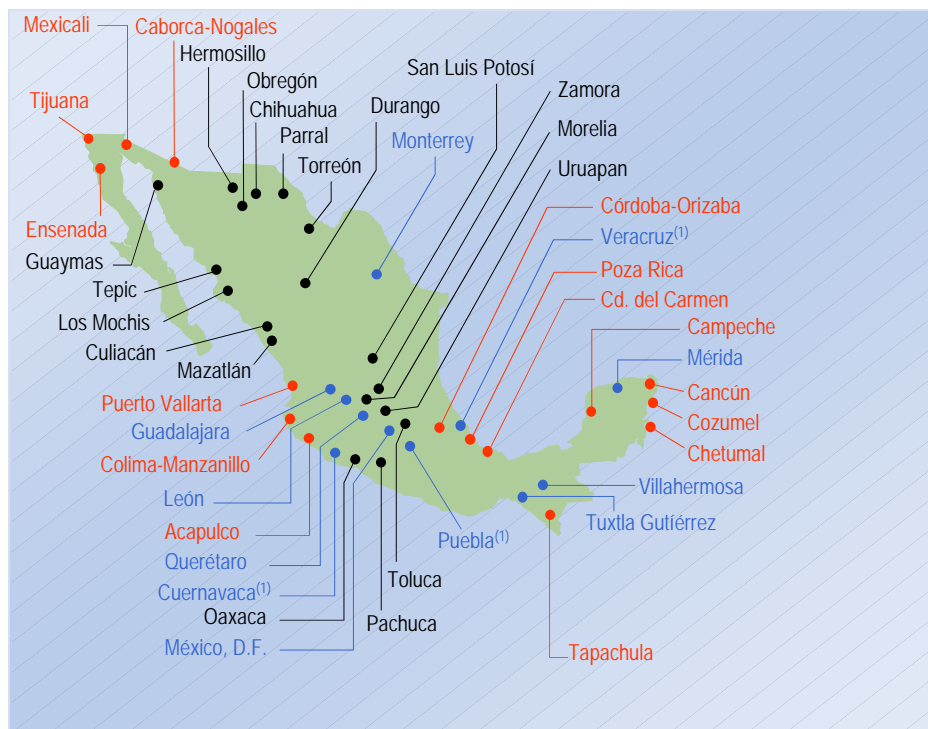 Mexicali
Caborca-Nogales
Hermosillo
Obregón
Chihuahua
Parral
Torreón
Durango
San Luis Potosí
Zamora
Morelia
Uruapan
Tijuana
Monterrey
Ensenada
Guaymas
Tepic
Los Mochis
Culiacán
Mazatlán
Córdoba-Orizaba
Veracruz(1)
Poza Rica
Cd. del Carmen
Campeche
Mérida
Cancún
Cozumel
Chetumal
Puerto Vallarta
Guadalajara
Colima-Manzanillo
León
Acapulco
Querétaro
Cuernavaca(1)
Oaxaca
México, D.F.
Pachuca
Toluca
Puebla(1)
Villahermosa
Tuxtla Gutíérrez
Tapachula